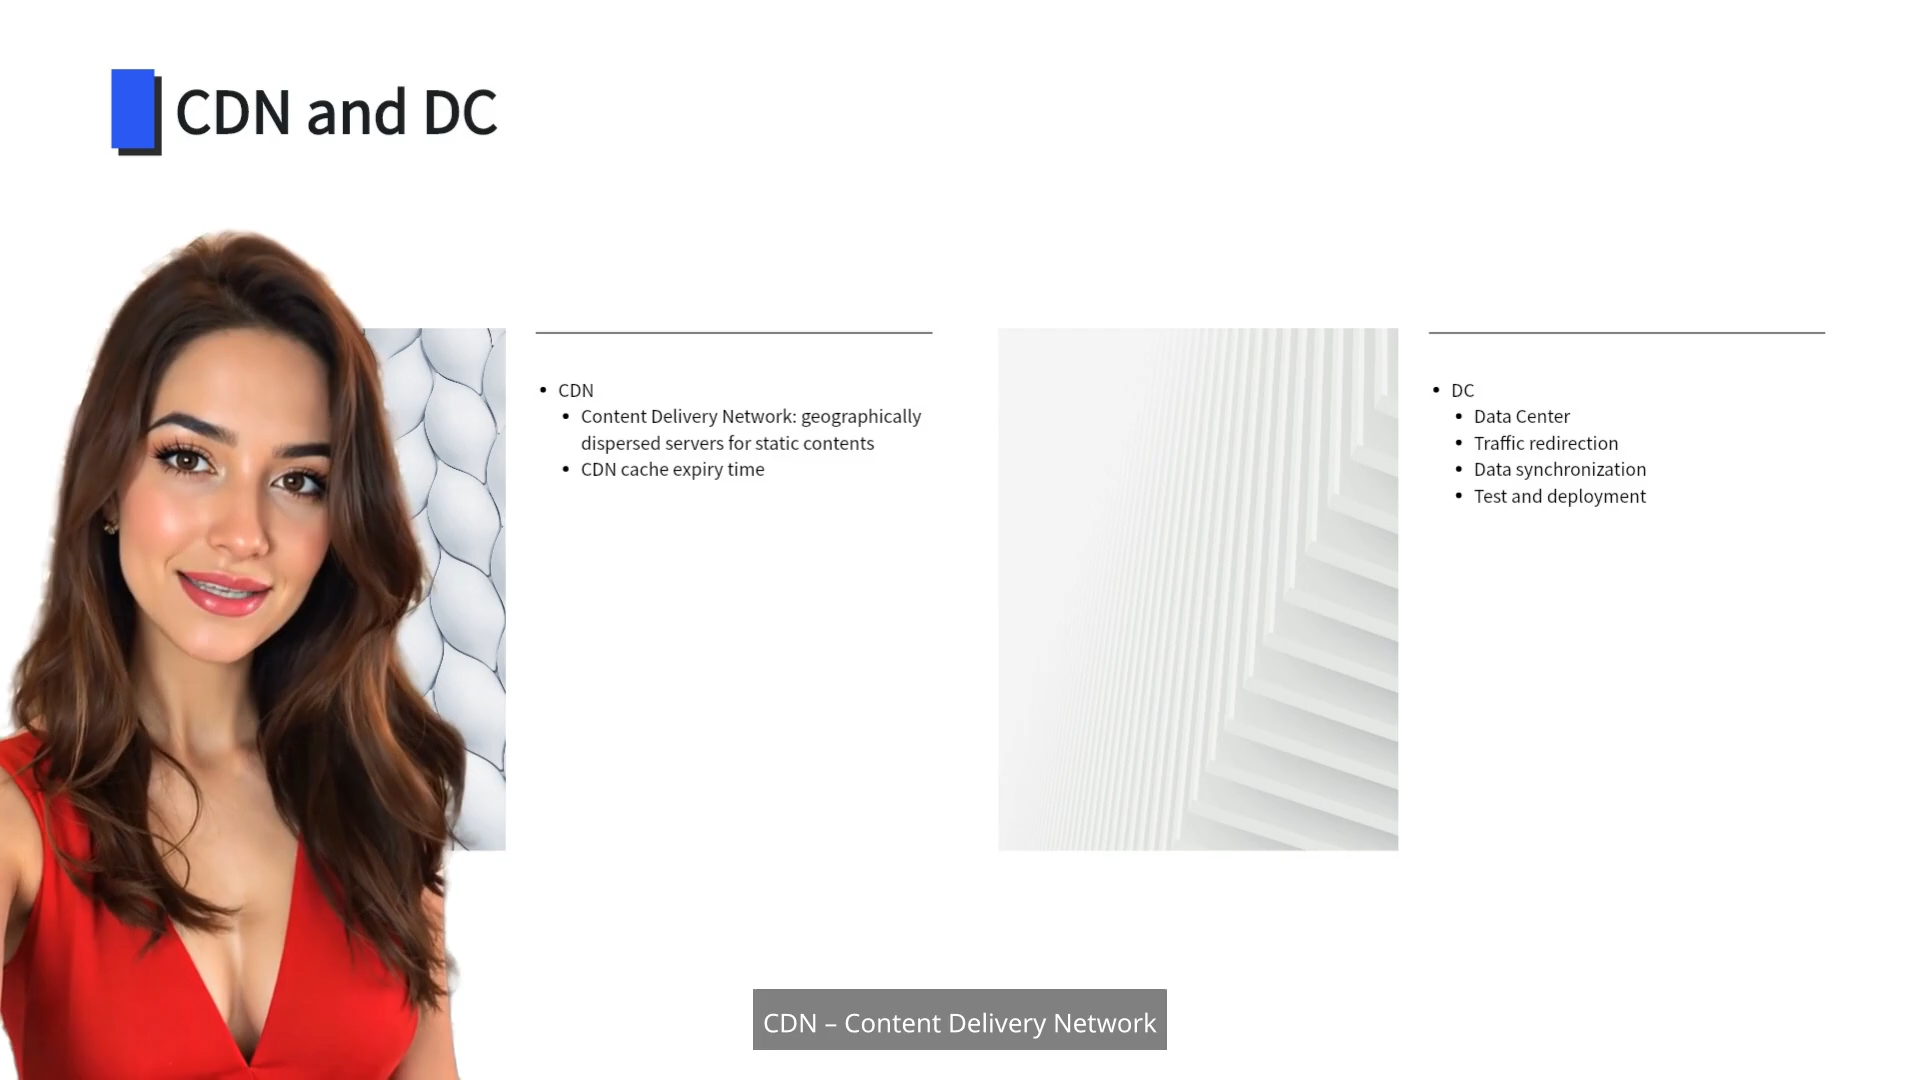 CDN and DC
• CDN
• Content Delivery Network: geographically
dispersed servers for static contents
• CDN cache expiry time
• DC
• Data Center
• Traffic redirection
• Data synchronization
• Test and deployment
CDN – Content Delivery Network